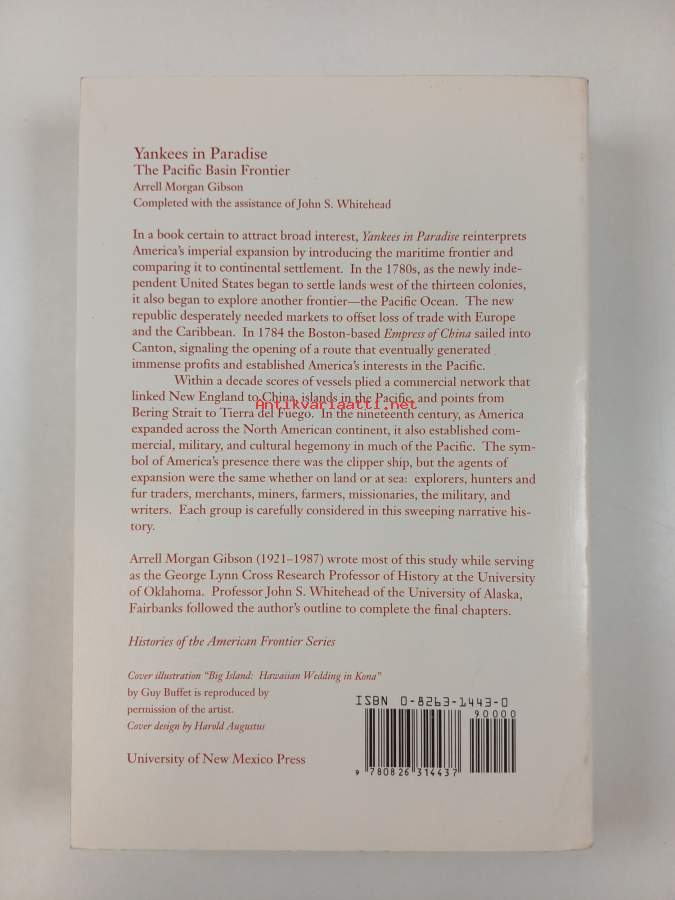 Yankees in Paradise
The Pacific Basin Frontier
Arrell Morgan Gibson
Completed with the assistance of John S. Whitehead
In a book certain to attract broad interest, Yankees in Paradise reinterprets
America's imperial expansion by introducing the maritime frontier and
comparing it to continental settlement. In the 1780s, as the newly inde-
pendent United States began to settle lands west of the thirteen colonies,
it also began to explore another frontier—the Pacific Ocean. The new
republic desperately needed markets to offset loss of trade with Europe
and the Caribbean. In 1784 the Boston-based Empress of China sailed into
Canton, signaling the opening of a route that eventually generated
immense profits and established America's interests in the Pacific.
Within a decade scores of vessels plied a commercial network that
linked New England to China, islands in the Pacific, and points from
Antikvariaatti.net
Bering Strait to Tierra del Fuego. In the nineteenth century, as America
expanded across the North American continent, it also established com-
mercial, military, and cultural hegemony in much of the Pacific. The sym-
bol of America's presence there was the clipper ship, but the agents of
expansion were the same whether on land or at sea: explorers, hunters and
fur traders, merchants, miners, farmers, missionaries, the military, and
writers. Each group is carefully considered in this sweeping narrative his-
tory.
Arrell Morgan Gibson (1921–1987) wrote most of this study while serving
as the George Lynn Cross Research Professor of History at the University
of Oklahoma. Professor John S. Whitehead of the University of Alaska,
Fairbanks followed the author's outline to complete the final chapters.
Histories of the American Frontier Series
Cover illustration "Big Island: Hawaiian Wedding in Kona"
by Guy Buffet is reproduced by
permission of the artist.
Cover design by Harold Augustus
University of New Mexico Press
ISBN 0-8263-1443-0
90000
9 780826 314437